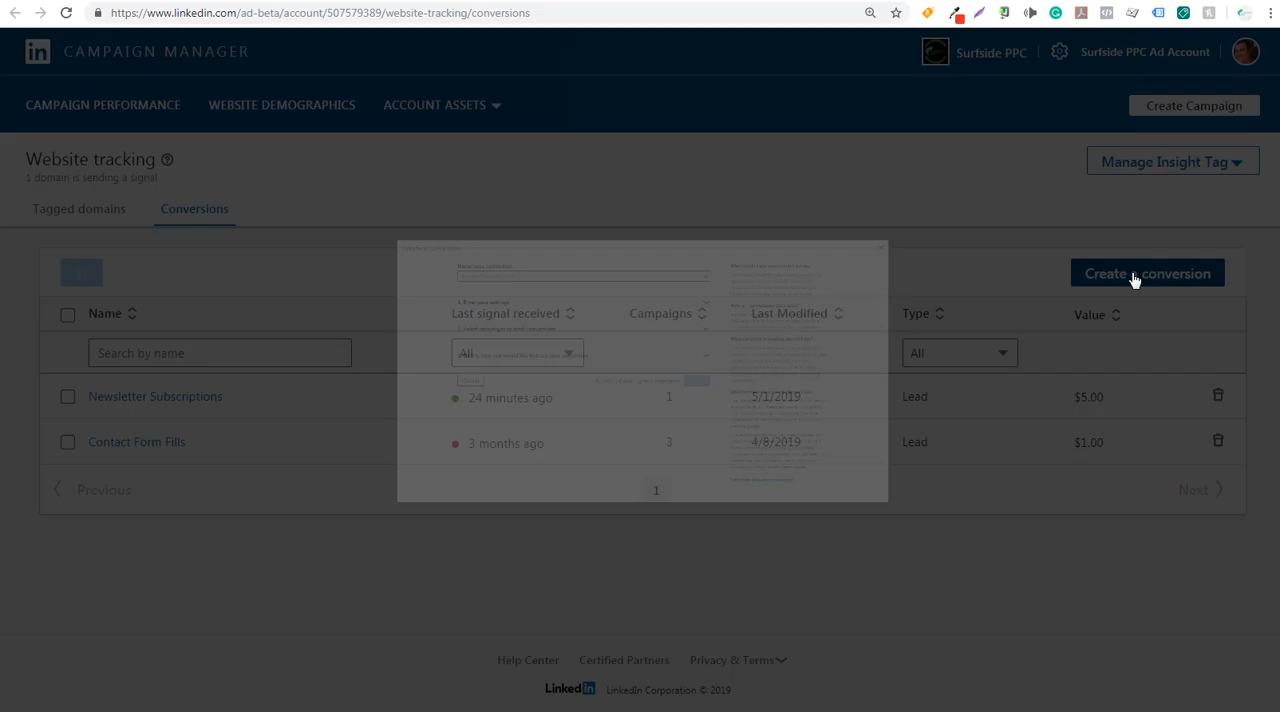 https://www.linkedin.com/ad-beta/account/507579389/website-tracking/conversions
in CAMPAIGN MANAGER
Surfside PPC
Surfside PPC Ad Account
CAMPAIGN PERFORMANCE
WEBSITE DEMOGRAPHICS
ACCOUNT ASSETS
Create Campaign
Website tracking
1 domain is sending a signal
Manage Insight Tag
Tagged domains
Conversions
Create a conversion
Name
Last signal received
Campaigns
Last Modified
Type
Value
Search by name
All
All
Newsletter Subscriptions
24 minutes ago
1
5/1/2019
Lead
$5.00
Contact Form Fills
3 months ago
3
4/8/2019
Lead
$1.00
Previous
1
Next
Help Center
Certified Partners
Privacy & Terms
Linked in
LinkedIn Corporation © 2019